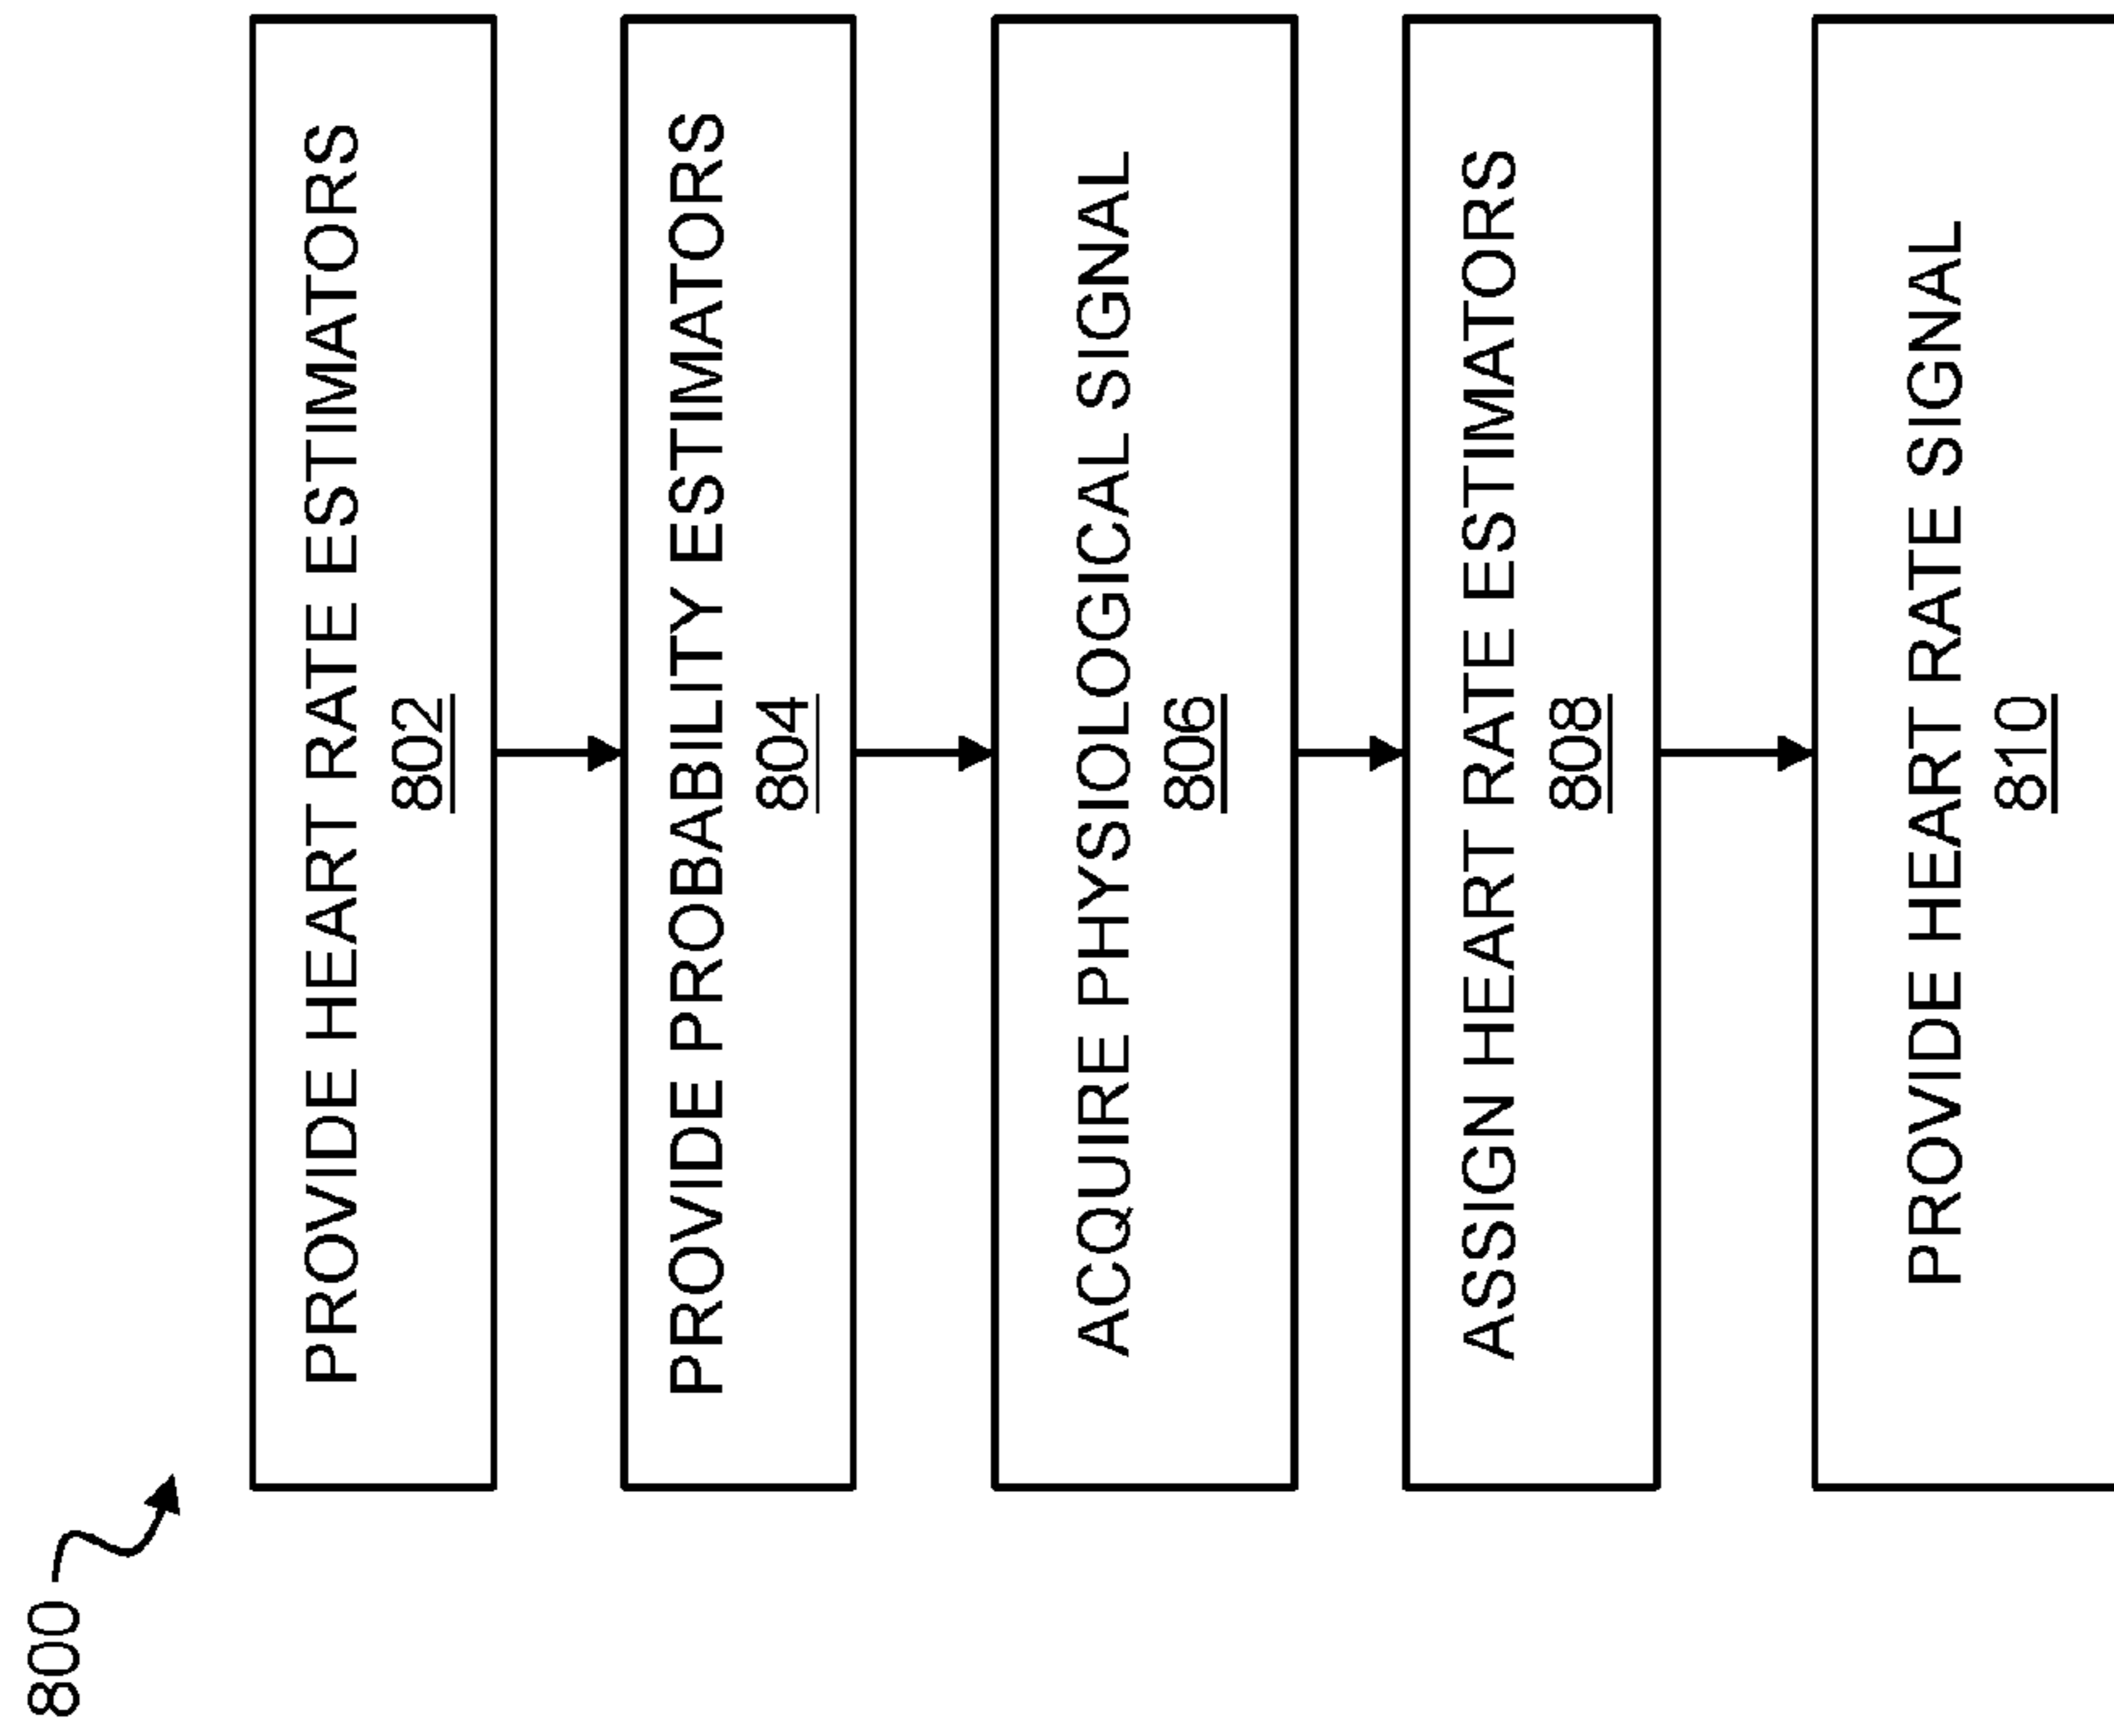 800
PROVIDE HEART RATE ESTIMATORS
802
PROVIDE PROBABILITY ESTIMATORS
804
ACQUIRE PHYSIOLOGICAL SIGNAL
806
ASSIGN HEART RATE ESTIMATORS
808
PROVIDE HEART RATE SIGNAL
810